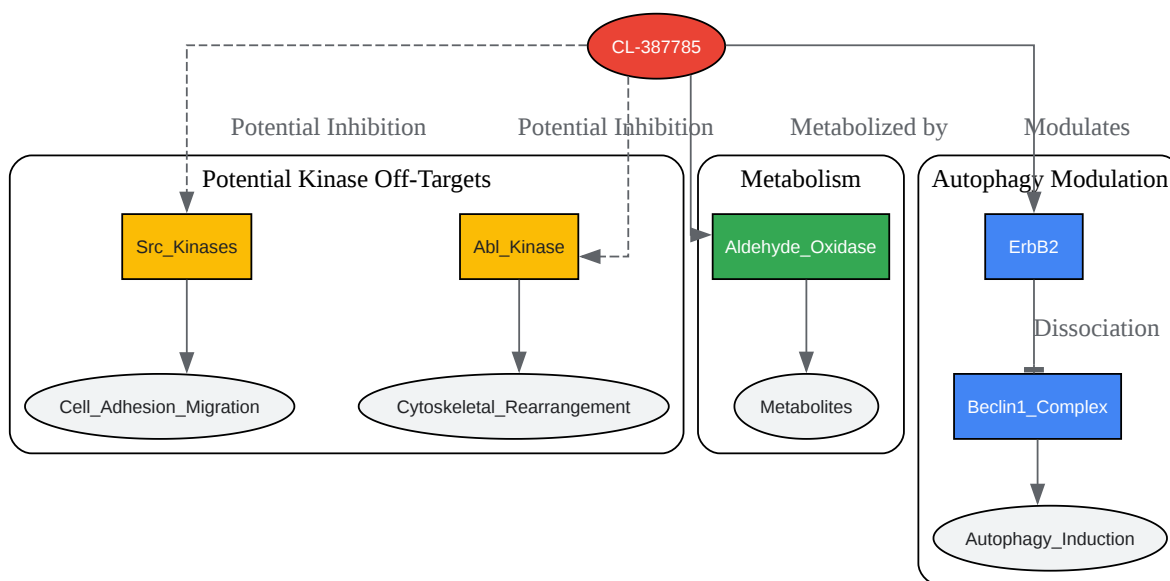 CL-387785
Potential Inhibition
Potential Inhibition
Metabolized by
Modulates
Potential Kinase Off-Targets
Metabolism
Autophagy Modulation
Src_Kinases
Abl_Kinase
Aldehyde_Oxidase
ErbB2
Dissociation
Cell_Adhesion_Migration
Cytoskeletal_Rearrangement
Metabolites
Beclin1_Complex
Autophagy_Induction